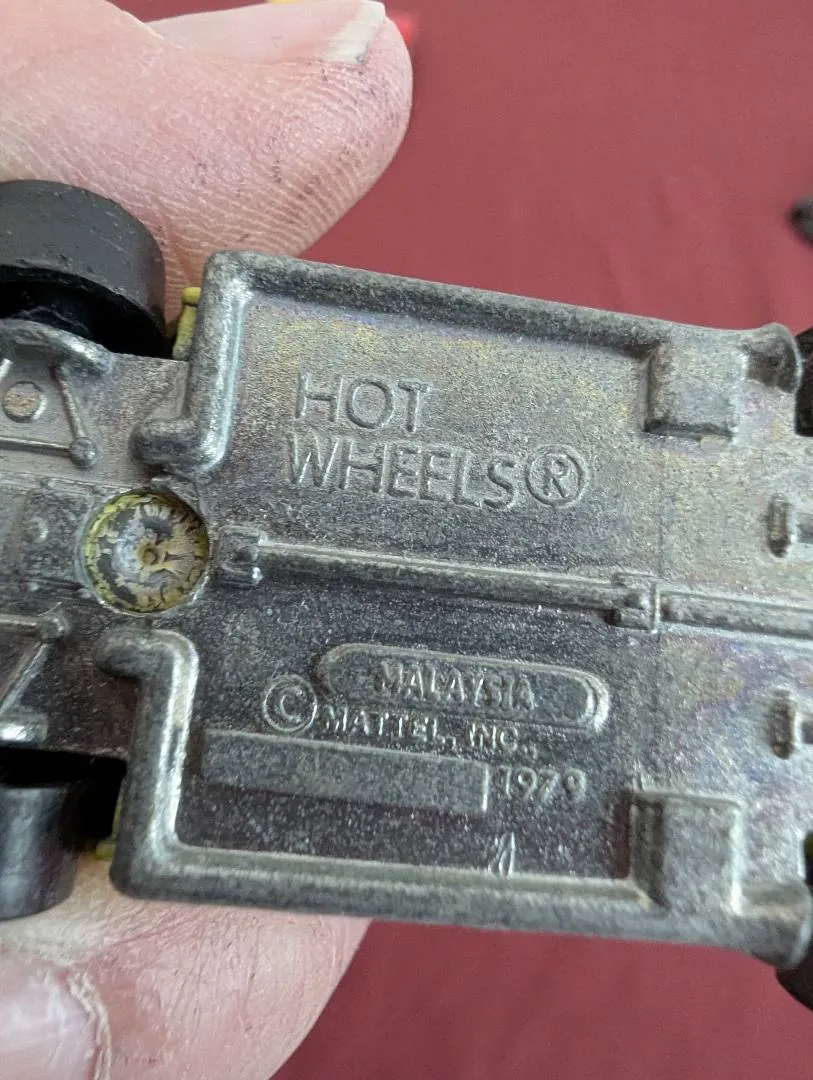 HOT
WHEELS®
MALAYSIA
© MATTEL, INC.,
1979